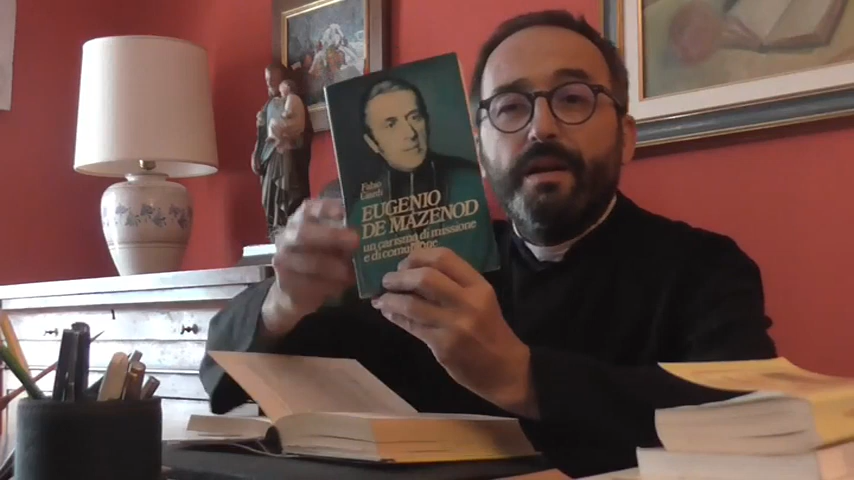 Fabio
Ciardi
EUGENIO
DE MAZENOD
un carisma di missione
e di comunione